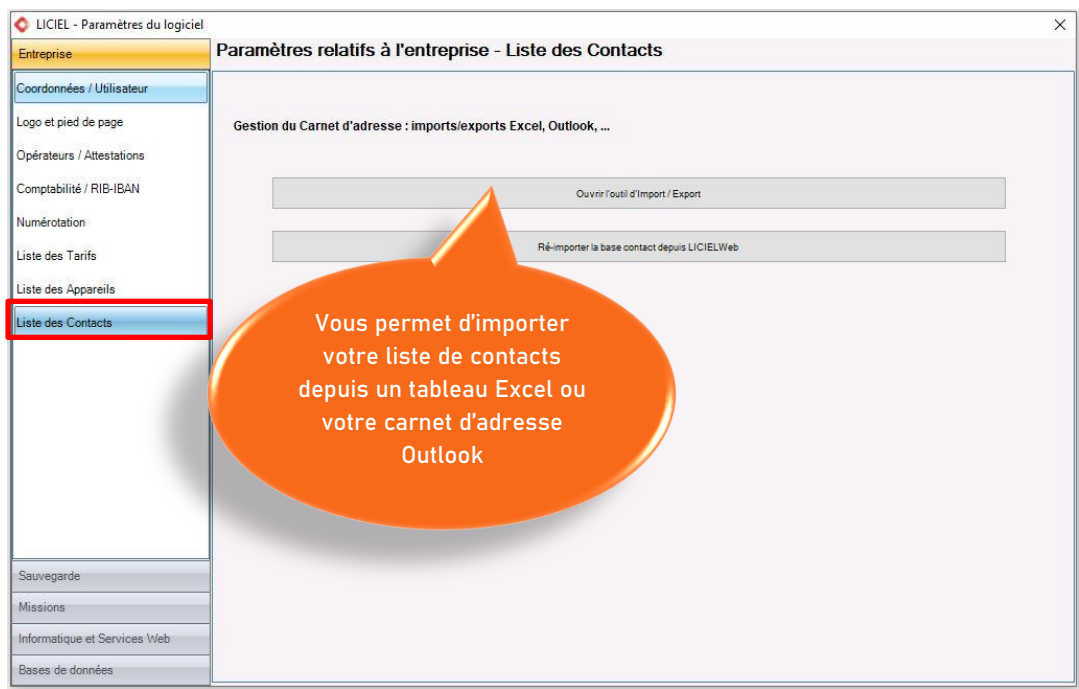 LICIEL - Paramètres du logiciel
Entreprise
Paramètres relatifs à l'entreprise - Liste des Contacts
Coordonnées / Utilisateur
Logo et pied de page
Opérateurs / Attestations
Comptabilité / RIB-IBAN
Numérotation
Liste des Tarifs
Liste des Appareils
Liste des Contacts
Gestion du Carnet d'adresse : imports/exports Excel, Outlook, ...
Ouvrir l'outil d'Import / Export
Ré-importer la base contact depuis LICIELWeb
Vous permet d'importer
votre liste de contacts
depuis un tableau Excel ou
votre carnet d'adresse
Outlook
Sauvegarde
Missions
Informatique et Services Web
Bases de données